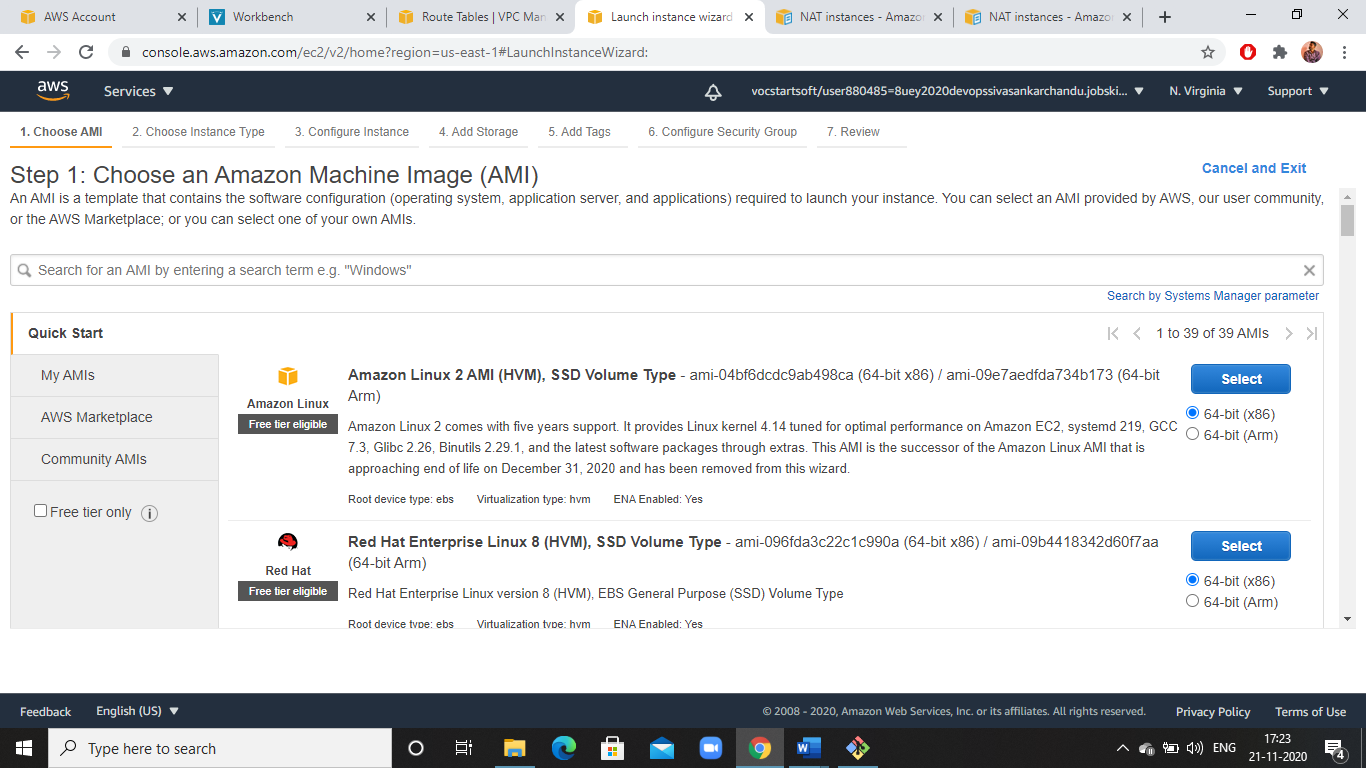 AWS Account
Workbench
Route Tables | VPC Man
Launch instance wizard
NAT instances - Amazo
NAT instances - Amazo
console.aws.amazon.com/ec2/v2/home?region=us-east-1#LaunchInstanceWizard:
aws
Services
vocstartsoft/user880485=8uey2020devopssivasankarchandu.jobski...
N. Virginia
Support
1. Choose AMI
2. Choose Instance Type
3. Configure Instance
4. Add Storage
5. Add Tags
6. Configure Security Group
7. Review
Step 1: Choose an Amazon Machine Image (AMI)
Cancel and Exit
An AMI is a template that contains the software configuration (operating system, application server, and applications) required to launch your instance. You can select an AMI provided by AWS, our user community,
or the AWS Marketplace; or you can select one of your own AMIs.
Search for an AMI by entering a search term e.g. "Windows"
Search by Systems Manager parameter
Quick Start
1 to 39 of 39 AMIs
My AMIs
AWS Marketplace
Community AMIs
Free tier only
Amazon Linux
Free tier eligible
Amazon Linux 2 AMI (HVM), SSD Volume Type - ami-04bf6dcdc9ab498ca (64-bit x86) / ami-09e7aedfda734b173 (64-bit
Arm)
Amazon Linux 2 comes with five years support. It provides Linux kernel 4.14 tuned for optimal performance on Amazon EC2, systemd 219, GCC
7.3, Glibc 2.26, Binutils 2.29.1, and the latest software packages through extras. This AMI is the successor of the Amazon Linux AMI that is
approaching end of life on December 31, 2020 and has been removed from this wizard.
Root device type: ebs
Virtualization type: hvm
ENA Enabled: Yes
Select
64-bit (x86)
64-bit (Arm)
Red Hat
Free tier eligible
Red Hat Enterprise Linux 8 (HVM), SSD Volume Type - ami-096fda3c22c1c990a (64-bit x86) / ami-09b4418342d60f7aa
(64-bit Arm)
Red Hat Enterprise Linux version 8 (HVM), EBS General Purpose (SSD) Volume Type
Root device type: ebs
Virtualization type: hvm
ENA Enabled: Yes
Select
64-bit (x86)
64-bit (Arm)
Feedback
English (US)
© 2008 - 2020, Amazon Web Services, Inc. or its affiliates. All rights reserved.
Privacy Policy
Terms of Use
Type here to search
ENG
17:23
21-11-2020
4